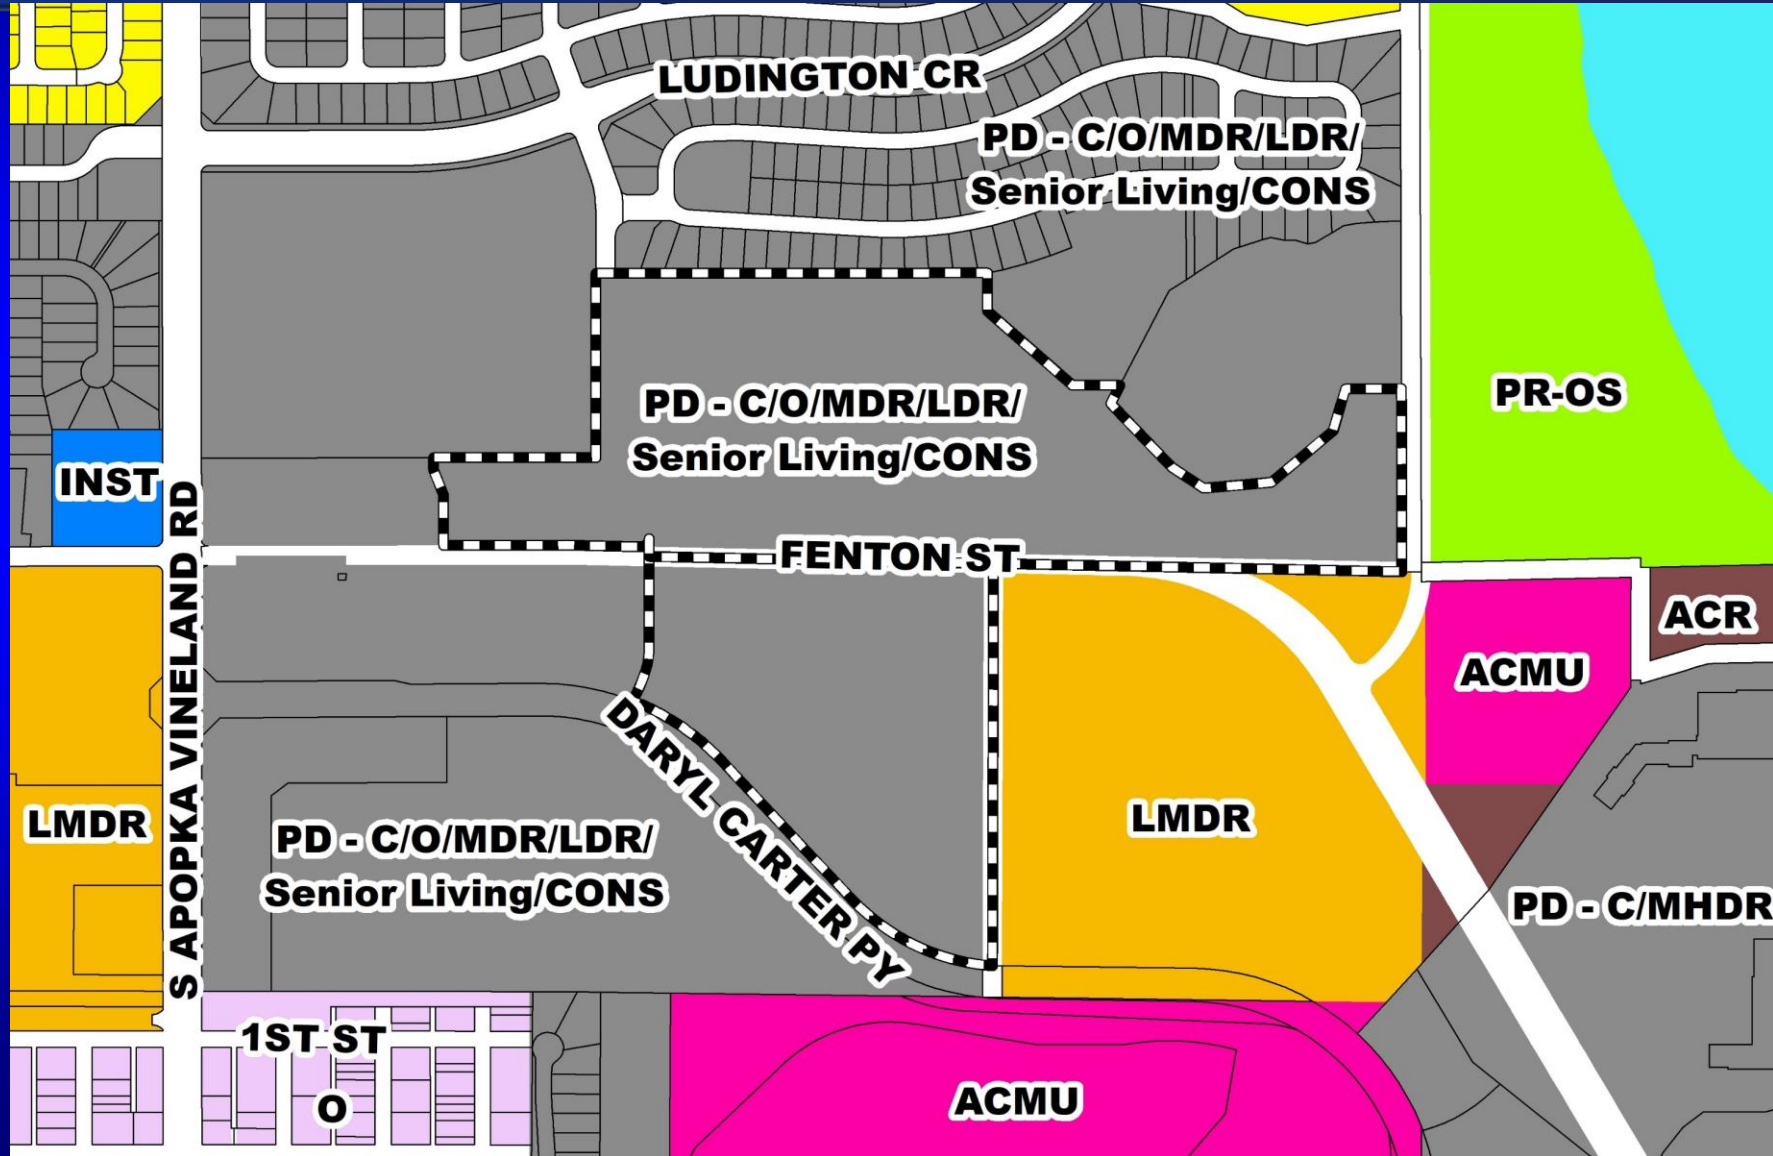 LUDINGTON CR
PD - C/O/MDR/LDR/
Senior Living/CONS
PD - C/O/MDR/LDR/
Senior Living/CONS
PR-OS
INST
S APOPKA VINELAND RD
FENTON ST
ACR
ACMU
DARYL CARTER PY
LMDR
LMDR
PD - C/O/MDR/LDR/
Senior Living/CONS
PD - C/MHDR
1ST ST
O
ACMU